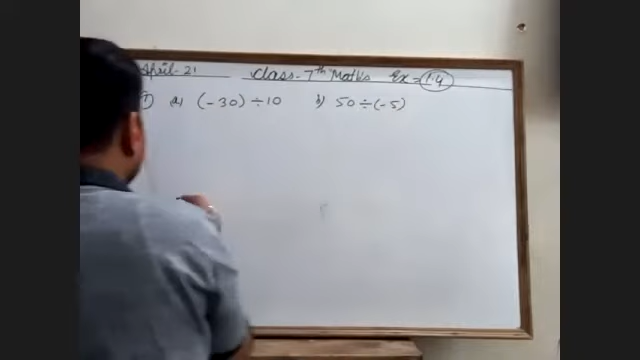 April-21 Class-7th Maths Ex=1.4
1) a) (-30)÷10 b) 50÷(-5)